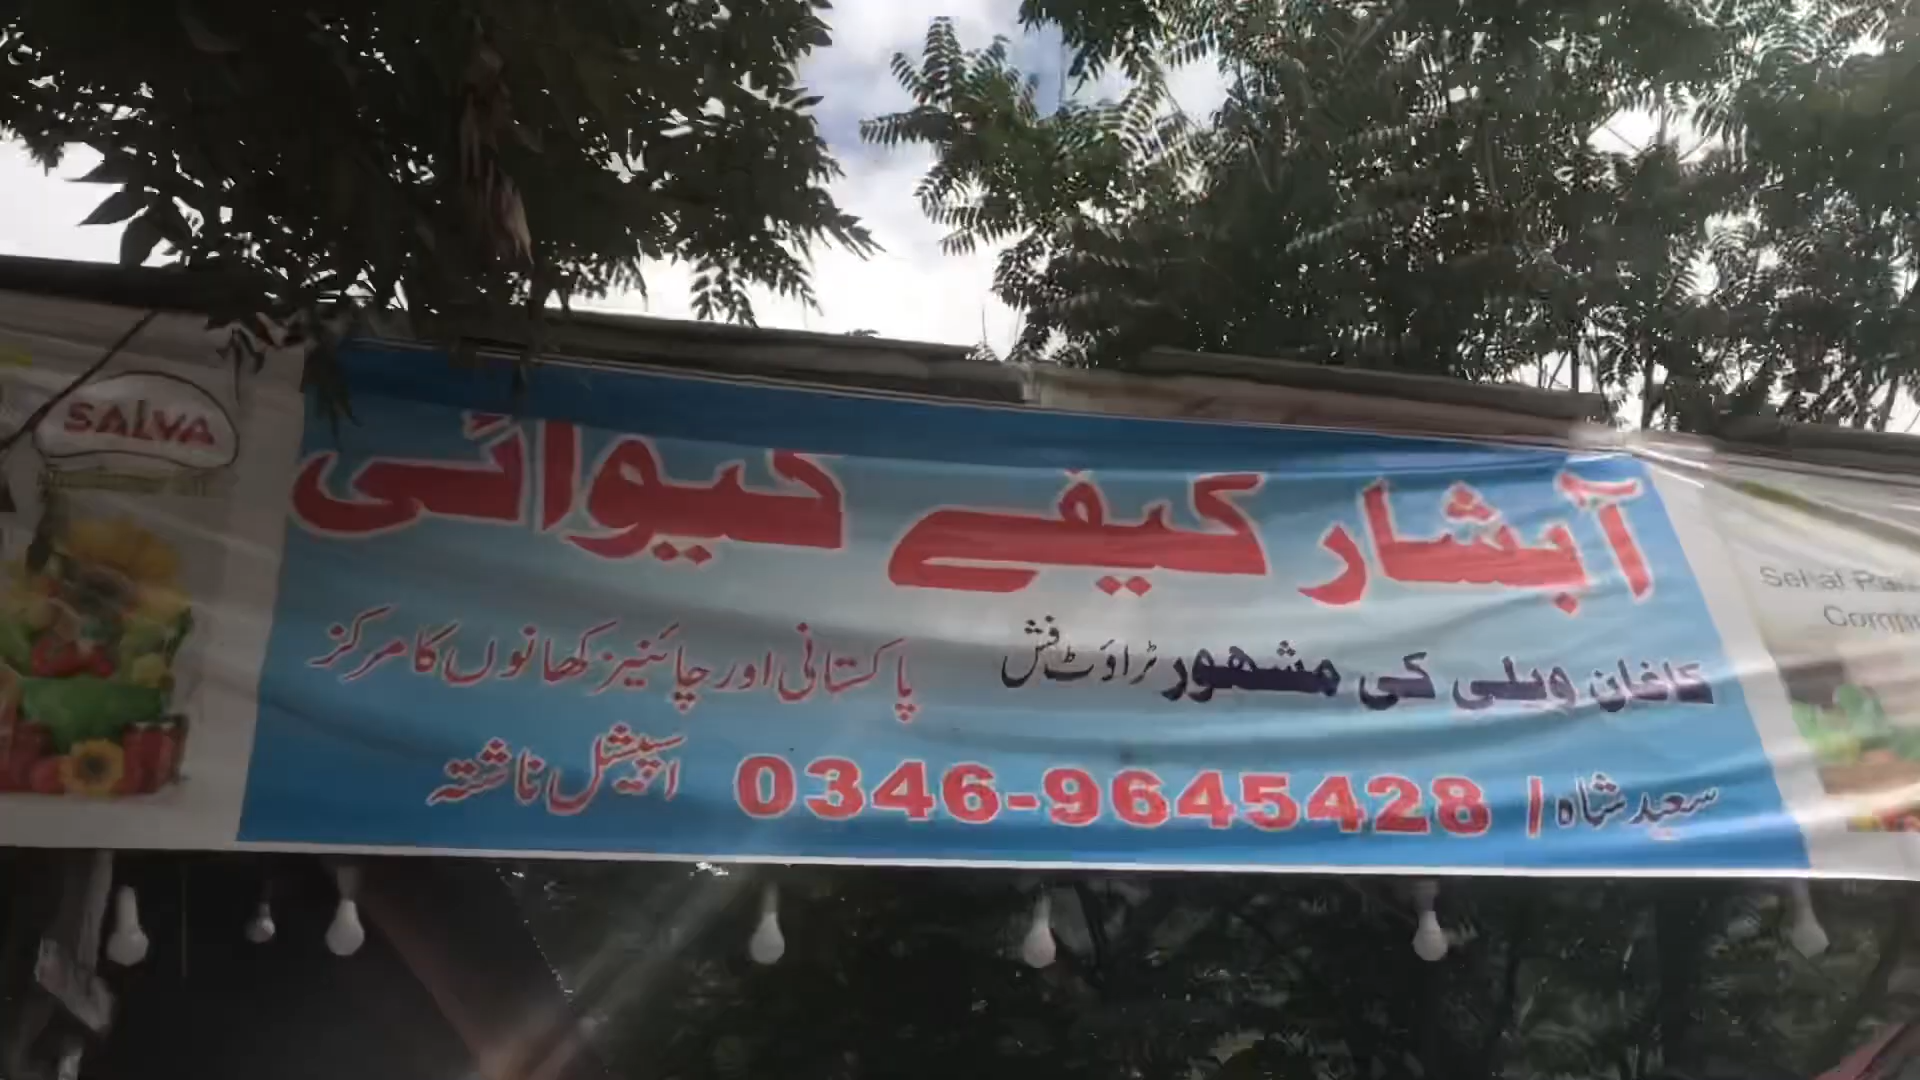 SALVA
آبشار کیفے کیوائی
کاغان ویلی کی مشہور ٹراؤٹ فش
پاکستانی اور چائنیز کھانوں کا مرکز
سعید شاہ / 0346-9645428
اسپیشل ناشتہ